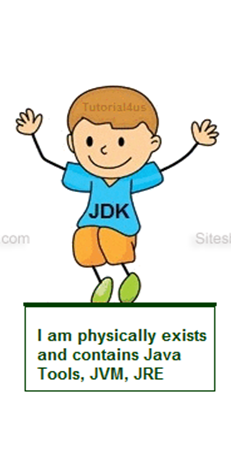 Tutorial4us
JDK
.com
Sites
I am physically exists
and contains Java
Tools, JVM, JRE